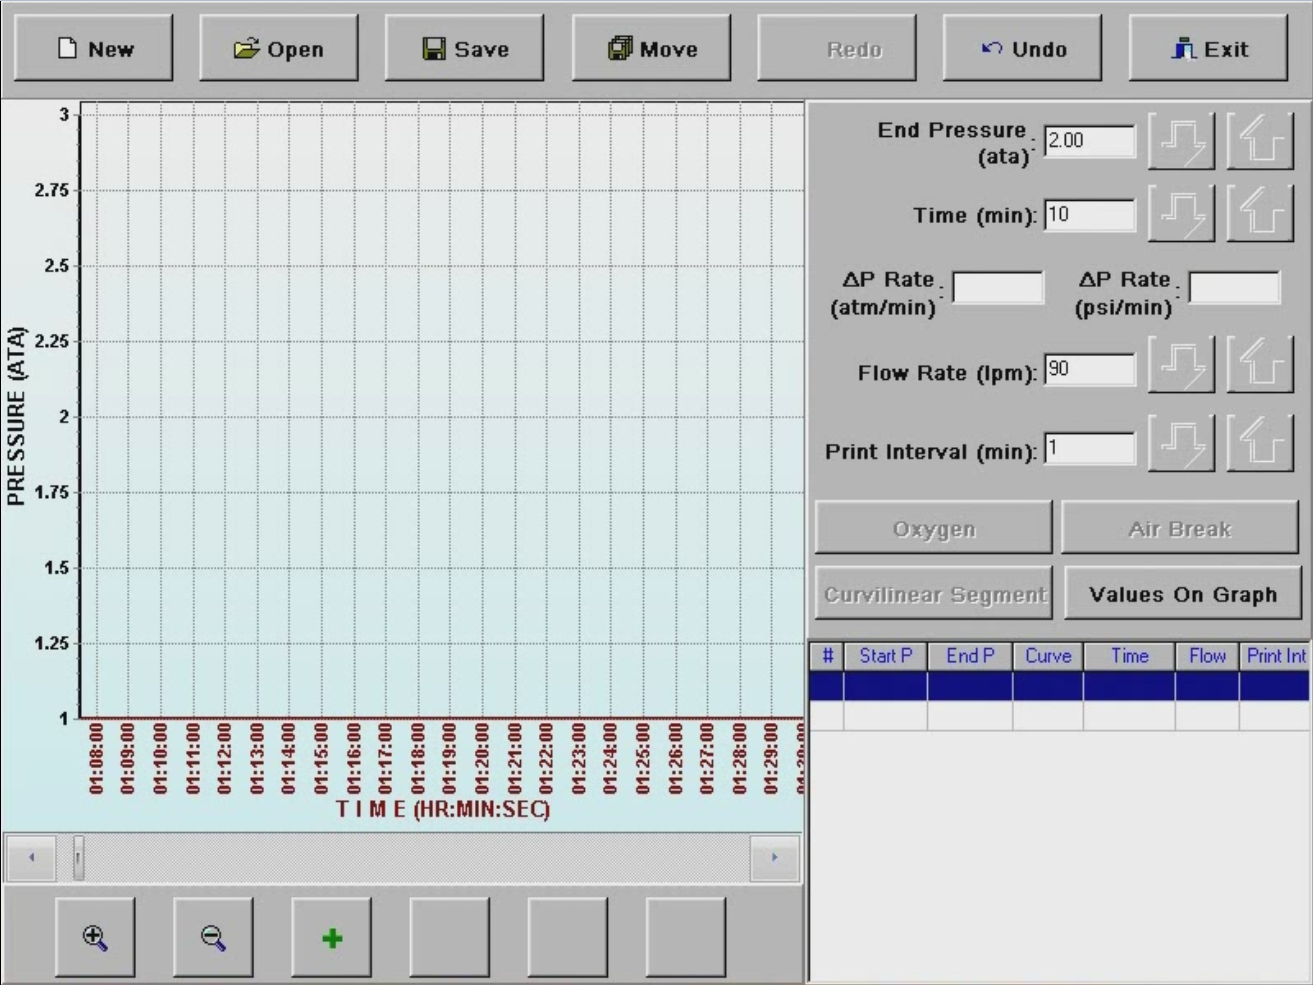 New
Open
Save
Move
Redo
Undo
Exit
3
2.75
2.5
2.25
2
1.75
1.5
1.25
1
PRESSURE (ATA)
01:08:00
01:09:00
01:10:00
01:11:00
01:12:00
01:13:00
01:14:00
01:15:00
01:16:00
01:17:00
01:18:00
01:19:00
01:20:00
01:21:00
01:22:00
01:23:00
01:24:00
01:25:00
01:26:00
01:27:00
01:28:00
01:29:00
T I M E (HR:MIN:SEC)
End Pressure
(ata): 2.00
Time (min): 10
ΔP Rate
(atm/min):
ΔP Rate
(psi/min):
Flow Rate (lpm): 90
Print Interval (min): 1
Oxygen
Air Break
Curvilinear Segment
Values On Graph
# Start P End P Curve Time Flow Print Int